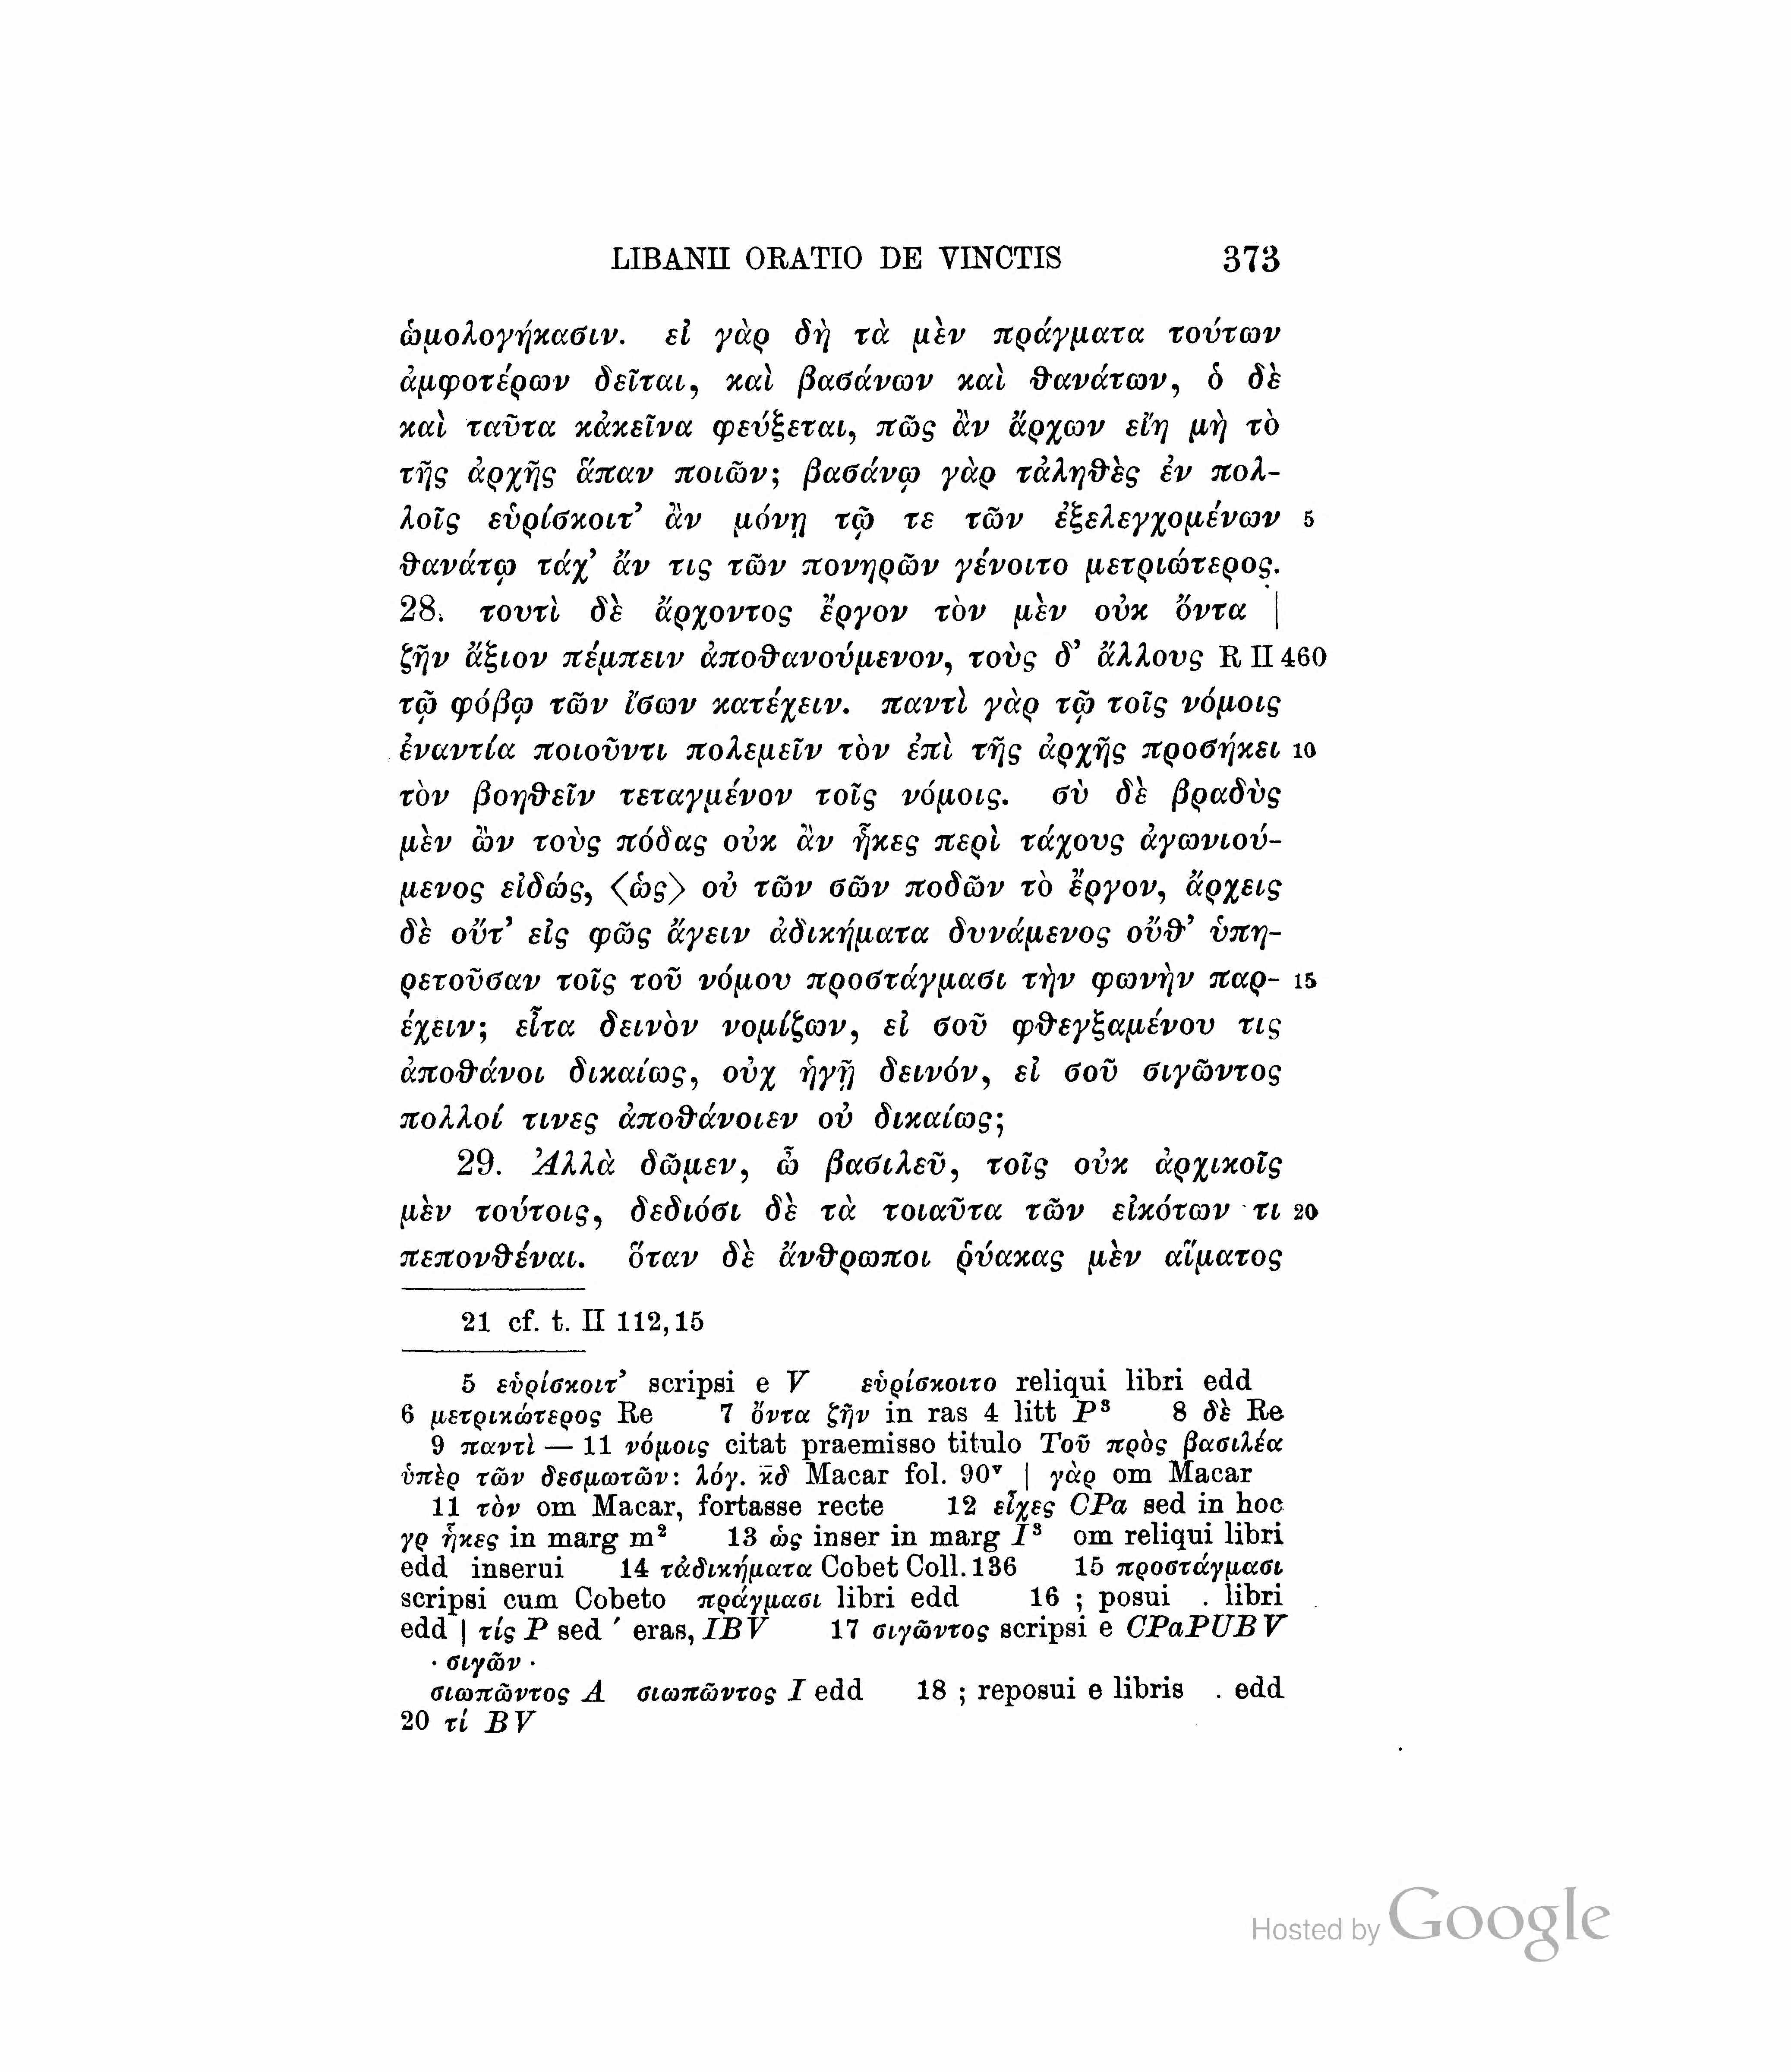 LIBANII ORATIO DE VINCTIS 373
ὡμολογήκασιν. εἰ γὰρ δὴ τὰ μὲν πράγματα τούτων
ἀμφοτέρων δεῖται, καὶ βασάνων καὶ θανάτων, ὁ δὲ
καὶ ταῦτα κἀκεῖνα φεύξεται, πῶς ἂν ἄρχων εἴη μὴ τὸ
τῆς ἀρχῆς ἅπαν ποιῶν; βασάνῳ γὰρ τἀληθὲς ἐν πολ-
λοῖς εὑρίσκοιτ’ ἂν μόνῃ τῷ τε τῶν ἐξελεγχομένων 5
θανάτῳ τάχ’ ἄν τις τῶν πονηρῶν γένοιτο μετριώτερος.
28. τουτὶ δὲ ἄρχοντος ἔργον τὸν μὲν οὐκ ὄντα |
ζῆν ἄξιον πέμπειν ἀποθανούμενον, τοὺς δ’ ἄλλους R II 460
τῷ φόβῳ τῶν ἴσων κατέχειν. παντὶ γὰρ τῷ τοῖς νόμοις
ἐναντία ποιοῦντι πολεμεῖν τὸν ἐπὶ τῆς ἀρχῆς προσήκει 10
τὸν βοηθεῖν τεταγμένον τοῖς νόμοις. σὺ δὲ βραδὺς
μὲν ὢν τοὺς πόδας οὐκ ἂν ἧκες περὶ τάχους ἀγωνιού-
μενος εἰδώς, ⟨ὡς⟩ οὐ τῶν σῶν ποδῶν τὸ ἔργον, ἄρχεις
δὲ οὔτ’ εἰς φῶς ἄγειν ἀδικήματα δυνάμενος οὔθ’ ὑπη-
ρετοῦσαν τοῖς τοῦ νόμου προστάγμασι τὴν φωνὴν παρ- 15
έχειν; εἶτα δεινὸν νομίζων, εἰ σοῦ φθεγξαμένου τις
ἀποθάνοι δικαίως, οὐχ ἡγῇ δεινόν, εἰ σοῦ σιγῶντος
πολλοί τινες ἀποθάνοιεν οὐ δικαίως;
29. Ἀλλὰ δῶμεν, ὦ βασιλεῦ, τοῖς οὐκ ἀρχικοῖς
μὲν τούτοις, δεδιόσι δὲ τὰ τοιαῦτα τῶν εἰκότων τι 20
πεπονθέναι. ὅταν δὲ ἄνθρωποι ῥύακας μὲν αἵματος
21 cf. t. II 112,15
5 εὑρίσκοιτ’ scripsi e V εὑρίσκοιτο reliqui libri edd
6 μετρικώτερος Re 7 ὄντα ζῆν in ras 4 litt P³ 8 δὲ Re
9 παντὶ — 11 νόμοις citat praemisso titulo Τοῦ πρὸς βασιλέα
ὑπὲρ τῶν δεσμωτῶν: λόγ. κ̄δ Macar fol. 90ᵛ | γὰρ om Macar
11 τὸν om Macar, fortasse recte 12 εἶχες CPa sed in hoc
γρ ἧκες in marg m² 13 ὡς inser in marg I³ om reliqui libri
edd inserui 14 τἀδικήματα Cobet Coll. 136 15 προστάγμασι
scripsi cum Cobeto πράγμασι libri edd 16 ; posui . libri
edd | τίς P sed ′ eras, IBV 17 σιγῶντος scripsi e CPaPUBV
· σιγῶν ·
σιωπῶντος A σιωπῶντος I edd 18 ; reposui e libris . edd
20 τί BV
Hosted by Google